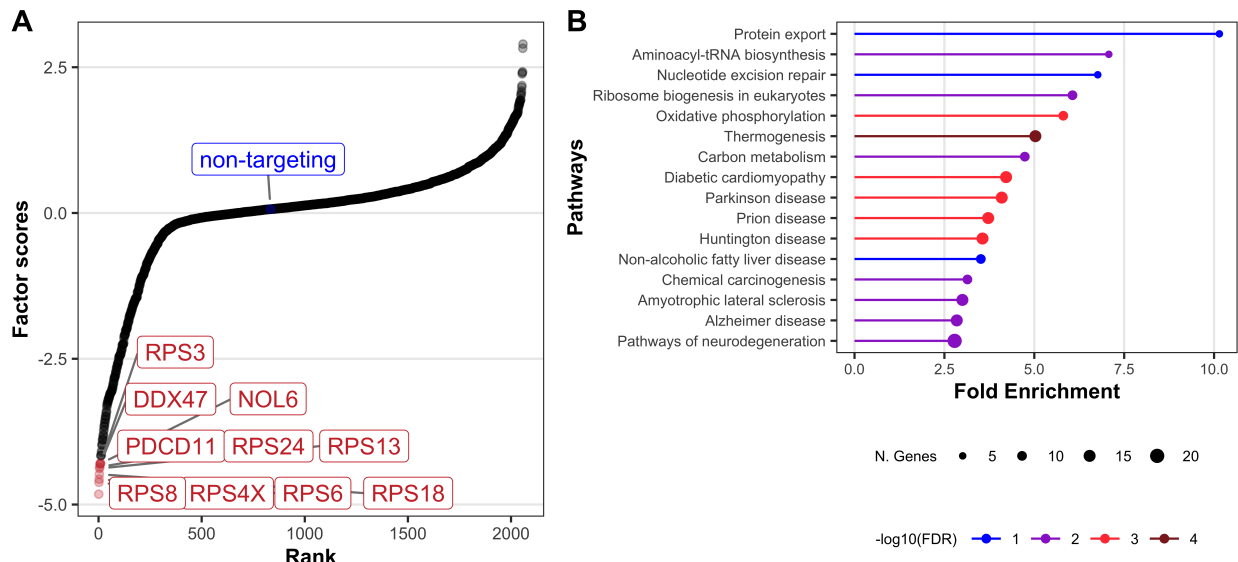 A
Factor scores
2.5
0.0
-2.5
-5.0
non-targeting
RPS3
DDX47
NOL6
PDCD11
RPS24
RPS13
RPS8
RPS4X
RPS6
RPS18
0
500
1000
1500
2000
Rank
B
Pathways
Protein export
Aminoacyl-tRNA biosynthesis
Nucleotide excision repair
Ribosome biogenesis in eukaryotes
Oxidative phosphorylation
Thermogenesis
Carbon metabolism
Diabetic cardiomyopathy
Parkinson disease
Prion disease
Huntington disease
Non-alcoholic fatty liver disease
Chemical carcinogenesis
Amyotrophic lateral sclerosis
Alzheimer disease
Pathways of neurodegeneration
0.0
2.5
5.0
7.5
10.0
Fold Enrichment
N. Genes 5 10 15 20
-log10(FDR) 1 2 3 4